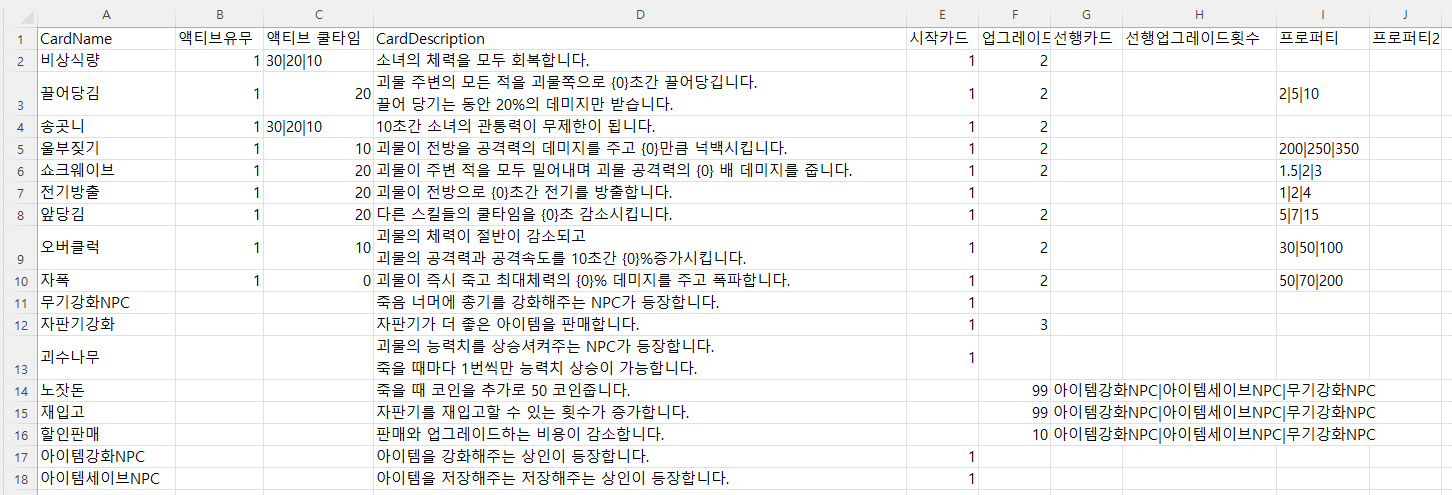 A B C D E F G H I J
1 CardName 액티브유무 액티브 쿨타임 CardDescription 시작카드 업그레이드 선행카드 선행업그레이드횟수 프로퍼티 프로퍼티2
2 비상식량 1 30|20|10 소녀의 체력을 모두 회복합니다. 1 2
괴물 주변의 모든 적을 괴물쪽으로 {0}초간 끌어당깁니다.
3 끌어당김 1 20 끌어 당기는 동안 20%의 데미지만 받습니다. 1 2 2|5|10
4 송곳니 1 30|20|10 10초간 소녀의 관통력이 무제한이 됩니다. 1 2
5 울부짖기 1 10 괴물이 전방을 공격력의 데미지를 주고 {0}만큼 넉백시킵니다. 1 2 200|250|350
6 쇼크웨이브 1 20 괴물이 주변 적을 모두 밀어내며 괴물 공격력의 {0} 배 데미지를 줍니다. 1 2 1.5|2|3
7 전기방출 1 20 괴물이 전방으로 {0}초간 전기를 방출합니다. 1 1|2|4
8 앞당김 1 20 다른 스킬들의 쿨타임을 {0}초 감소시킵니다. 1 2 5|7|15
괴물의 체력이 절반이 감소되고
9 오버클럭 1 10 괴물의 공격력과 공격속도를 10초간 {0}%증가시킵니다. 1 2 30|50|100
10 자폭 1 0 괴물이 즉시 죽고 최대체력의 {0}% 데미지를 주고 폭파합니다. 1 2 50|70|200
11 무기강화NPC 죽음 너머에 총기를 강화해주는 NPC가 등장합니다. 1
12 자판기강화 자판기가 더 좋은 아이템을 판매합니다. 1 3
괴물의 능력치를 상승셔켜주는 NPC가 등장합니다.
13 괴수나무 죽을 때마다 1번씩만 능력치 상승이 가능합니다. 1
14 노잣돈 죽을 때 코인을 추가로 50 코인줍니다. 99 아이템강화NPC|아이템세이브NPC|무기강화NPC
15 재입고 자판기를 재입고할 수 있는 횟수가 증가합니다. 99 아이템강화NPC|아이템세이브NPC|무기강화NPC
16 할인판매 판매와 업그레이드하는 비용이 감소합니다. 10 아이템강화NPC|아이템세이브NPC|무기강화NPC
17 아이템강화NPC 아이템을 강화해주는 상인이 등장합니다. 1
18 아이템세이브NPC 아이템을 저장해주는 저장해주는 상인이 등장합니다. 1